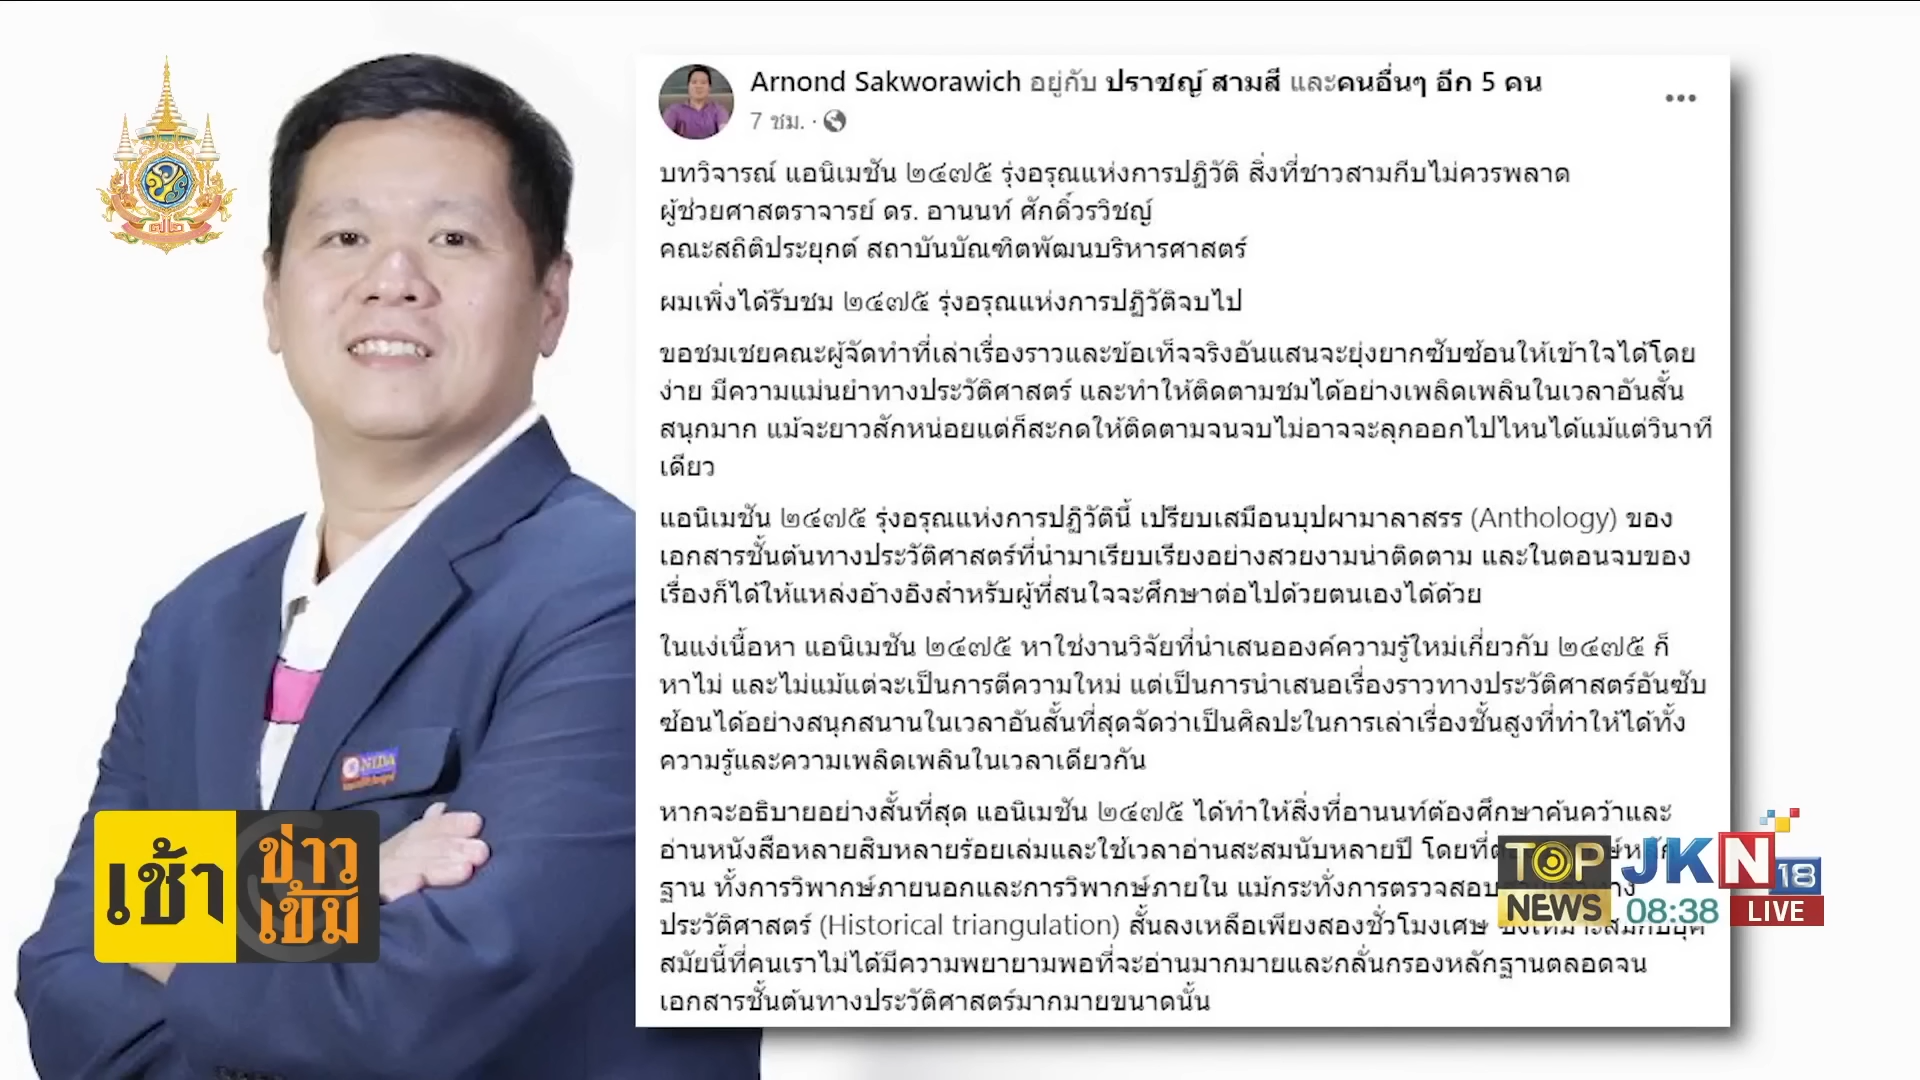 Arnond Sakworawich อยู่กับ ปราชญ์ สามสี และคนอื่นๆ อีก 5 คน
7 ชม.
บทวิจารณ์ แอนิเมชัน ๒๔๗๕ รุ่งอรุณแห่งการปฏิวัติ สิ่งที่ชาวสามกีบไม่ควรพลาด
ผู้ช่วยศาสตราจารย์ ดร. อานนท์ ศักดิ์วรวิชญ์
คณะสถิติประยุกต์ สถาบันบัณฑิตพัฒนบริหารศาสตร์
ผมเพิ่งได้รับชม ๒๔๗๕ รุ่งอรุณแห่งการปฏิวัติจบไป
ขอชมเชยคณะผู้จัดทำที่เล่าเรื่องราวและข้อเท็จจริงอันแสนจะยุ่งยากซับซ้อนให้เข้าใจได้โดย
ง่าย มีความแม่นยำทางประวัติศาสตร์ และทำให้ติดตามชมได้อย่างเพลิดเพลินในเวลาอันสั้น
สนุกมาก แม้จะยาวสักหน่อยแต่ก็สะกดให้ติดตามจนจบไม่อาจจะลุกออกไปไหนได้แม้แต่วินาที
เดียว
แอนิเมชัน ๒๔๗๕ รุ่งอรุณแห่งการปฏิวัตินี้ เปรียบเสมือนบุปผามาลาสรร (Anthology) ของ
เอกสารชั้นต้นทางประวัติศาสตร์ที่นำมาเรียบเรียงอย่างสวยงามน่าติดตาม และในตอนจบของ
เรื่องก็ได้ให้แหล่งอ้างอิงสำหรับผู้ที่สนใจจะศึกษาต่อไปด้วยตนเองได้ด้วย
ในแง่เนื้อหา แอนิเมชัน ๒๔๗๕ หาใช่งานวิจัยที่นำเสนอองค์ความรู้ใหม่เกี่ยวกับ ๒๔๗๕ ก็
หาไม่ และไม่แม้แต่จะเป็นการตีความใหม่ แต่เป็นการนำเสนอเรื่องราวทางประวัติศาสตร์อันซับ
ซ้อนได้อย่างสนุกสนานในเวลาอันสั้นที่สุดจัดว่าเป็นศิลปะในการเล่าเรื่องชั้นสูงที่ทำให้ได้ทั้ง
ความรู้และความเพลิดเพลินในเวลาเดียวกัน
หากจะอธิบายอย่างสั้นที่สุด แอนิเมชัน ๒๔๗๕ ได้ทำให้สิ่งที่อานนท์ต้องศึกษาค้นคว้าและ
อ่านหนังสือหลายสิบหลายร้อยเล่มและใช้เวลาอ่านสะสมนับหลายปี โดยที่
ฐาน ทั้งการวิพากษ์ภายนอกและการวิพากษ์ภายใน แม้กระทั่งการตรวจสอบ
ประวัติศาสตร์ (Historical triangulation) สั้นลงเหลือเพียงสองชั่วโมงเศษ
สมัยนี้ที่คนเราไม่ได้มีความพยายามพอที่จะอ่านมากมายและกลั่นกรองหลักฐานตลอดจน
เอกสารชั้นต้นทางประวัติศาสตร์มากมายขนาดนั้น
NIDA
เช้า
ข่าว
เข้ม
TOP
NEWS
JKN
18
08:38
LIVE